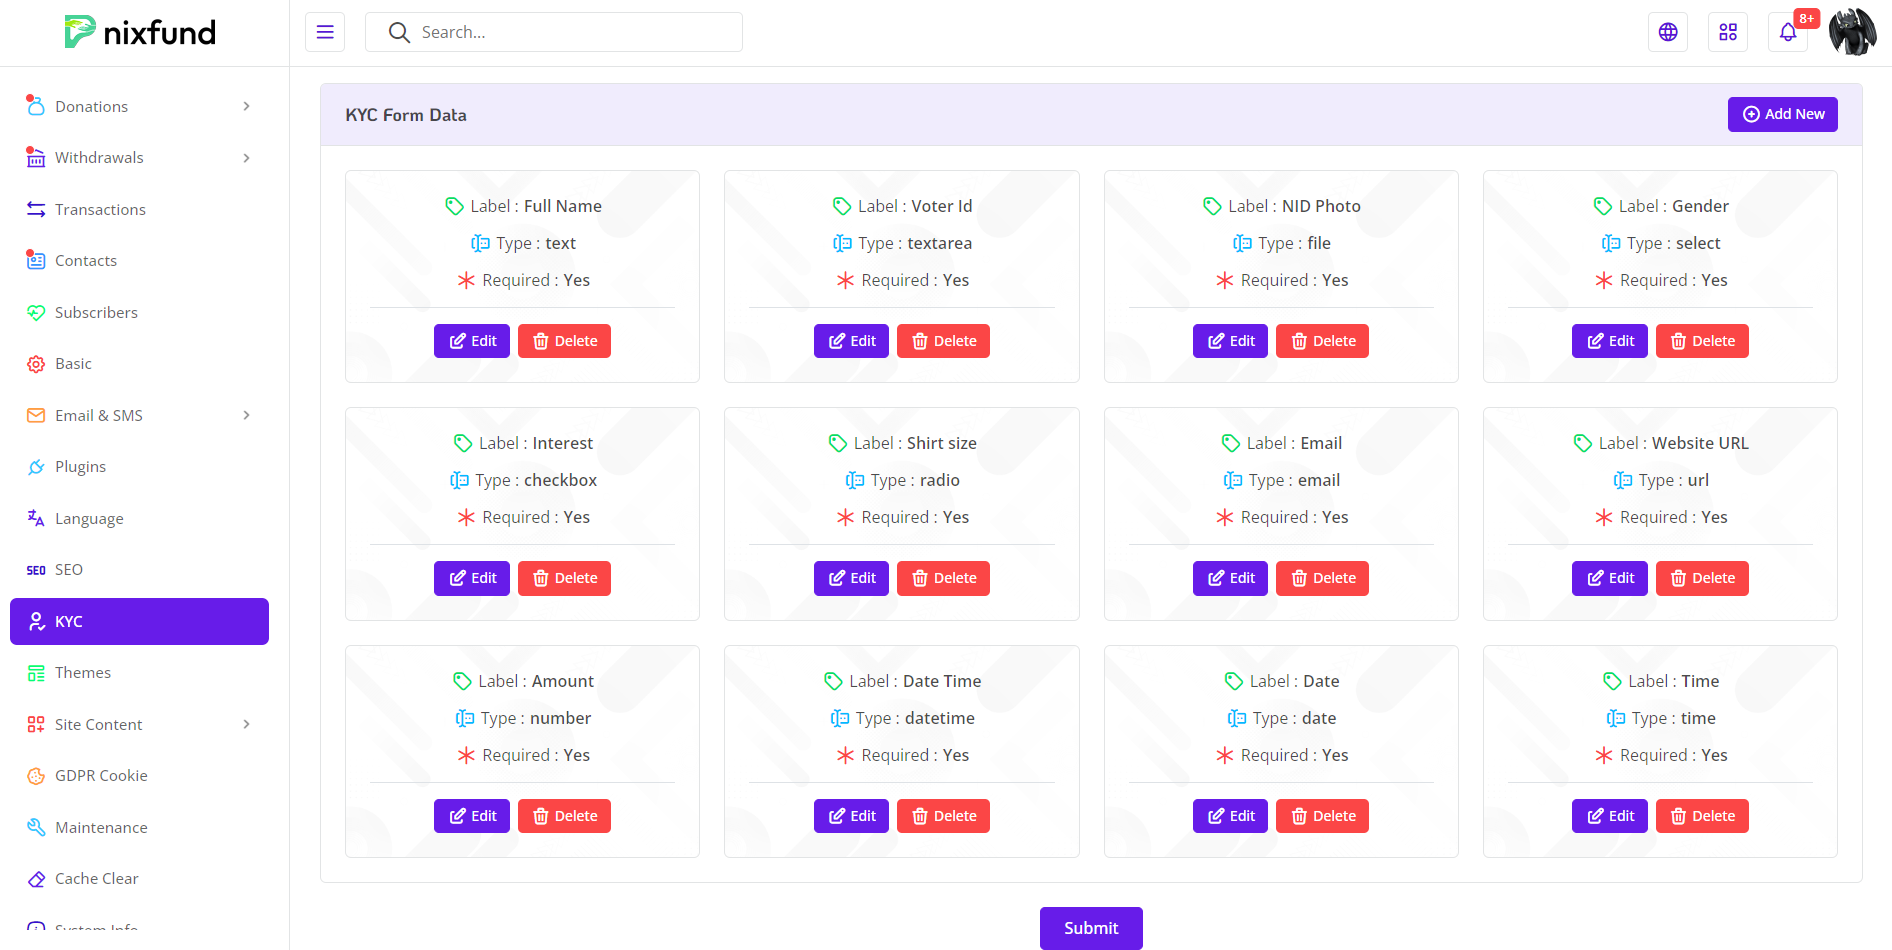 nixfund
Search...
8+
Donations
Withdrawals
Transactions
Contacts
Subscribers
Basic
Email & SMS
Plugins
Language
SEO SEO
KYC
Themes
Site Content
GDPR Cookie
Maintenance
Cache Clear
System Info
KYC Form Data
Add New
Label : Full Name
Type : text
Required : Yes
Edit Delete
Label : Voter Id
Type : textarea
Required : Yes
Edit Delete
Label : NID Photo
Type : file
Required : Yes
Edit Delete
Label : Gender
Type : select
Required : Yes
Edit Delete
Label : Interest
Type : checkbox
Required : Yes
Edit Delete
Label : Shirt size
Type : radio
Required : Yes
Edit Delete
Label : Email
Type : email
Required : Yes
Edit Delete
Label : Website URL
Type : url
Required : Yes
Edit Delete
Label : Amount
Type : number
Required : Yes
Edit Delete
Label : Date Time
Type : datetime
Required : Yes
Edit Delete
Label : Date
Type : date
Required : Yes
Edit Delete
Label : Time
Type : time
Required : Yes
Edit Delete
Submit